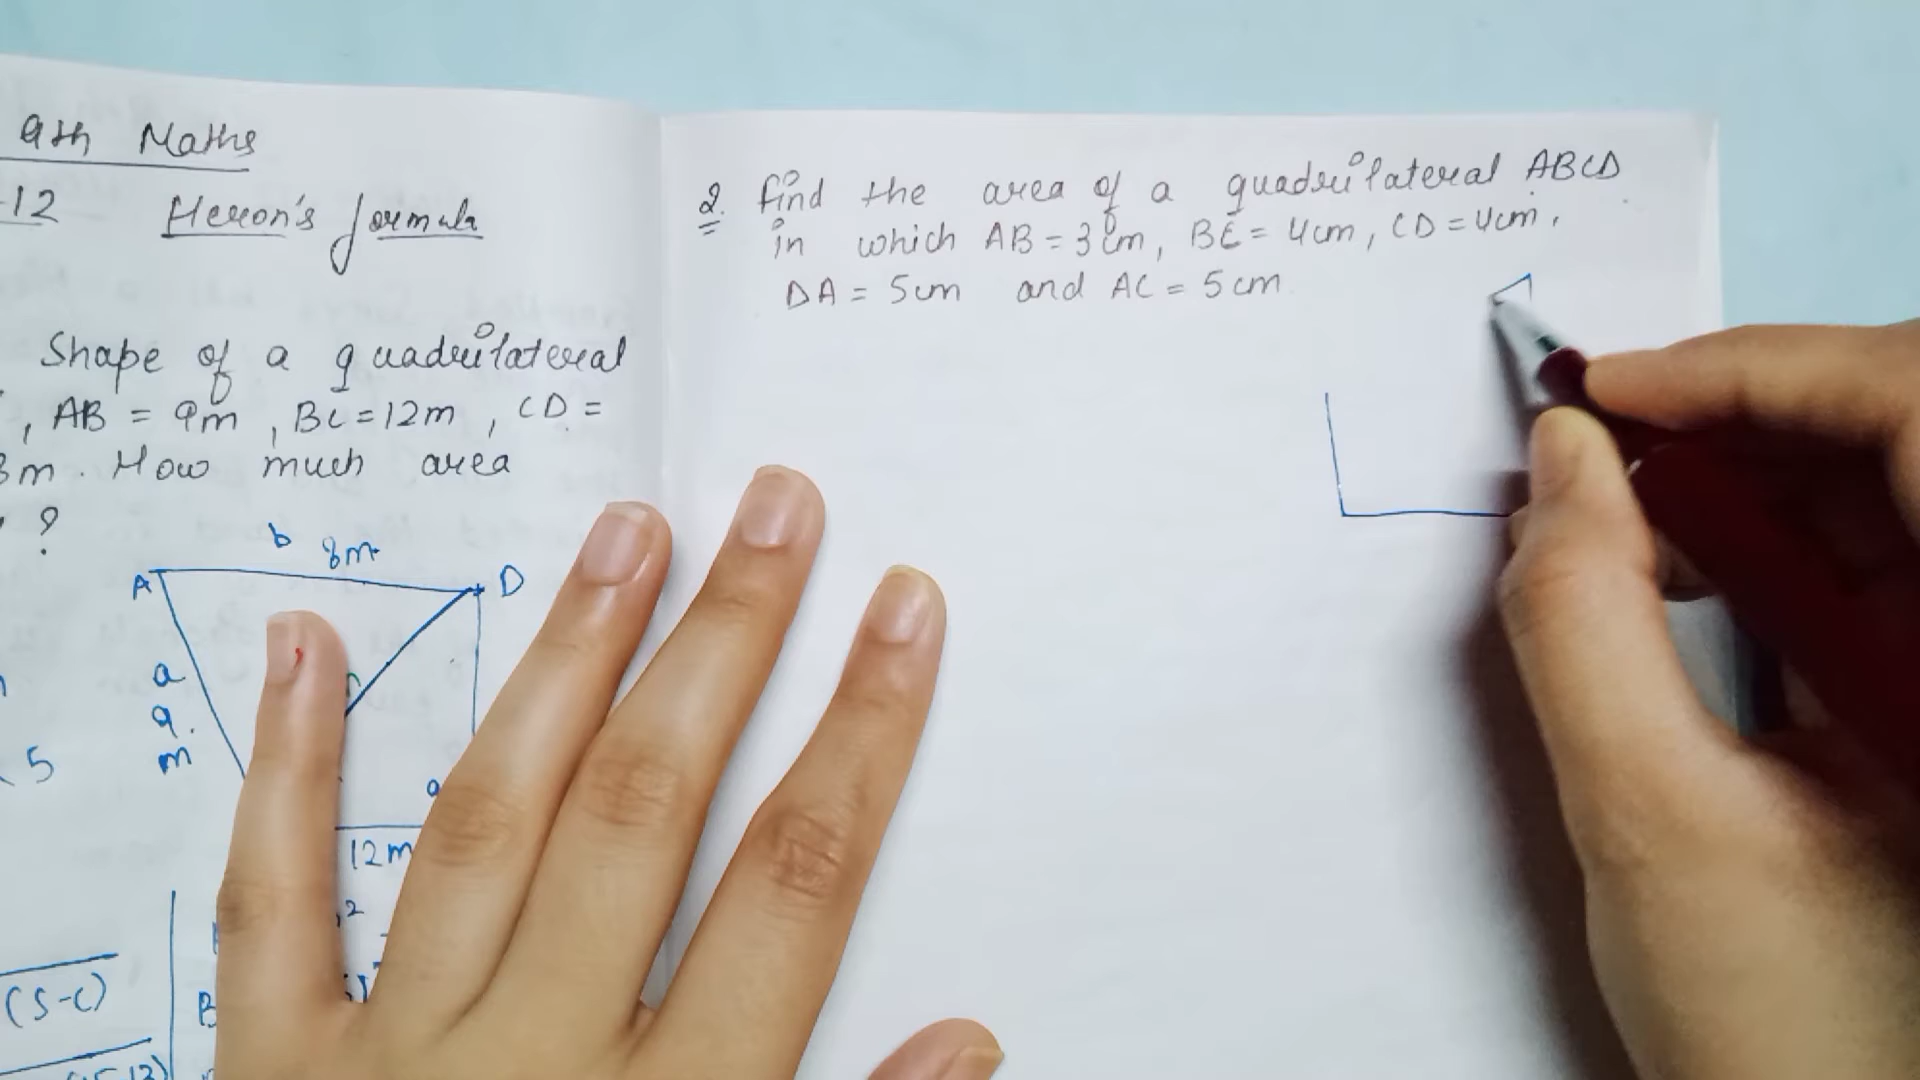 9th Maths
-12 Heron's formula
Shape of a quadrilateral
, AB = 9m , BC = 12m , CD =
8m . How much area
?
b 8m
A D
a
9
m
5
a
12m
,2
(S-C)
B
2. Find the area of a quadrilateral ABCD
in which AB = 3cm, BC = 4cm, CD = 4cm,
DA = 5cm and AC = 5cm